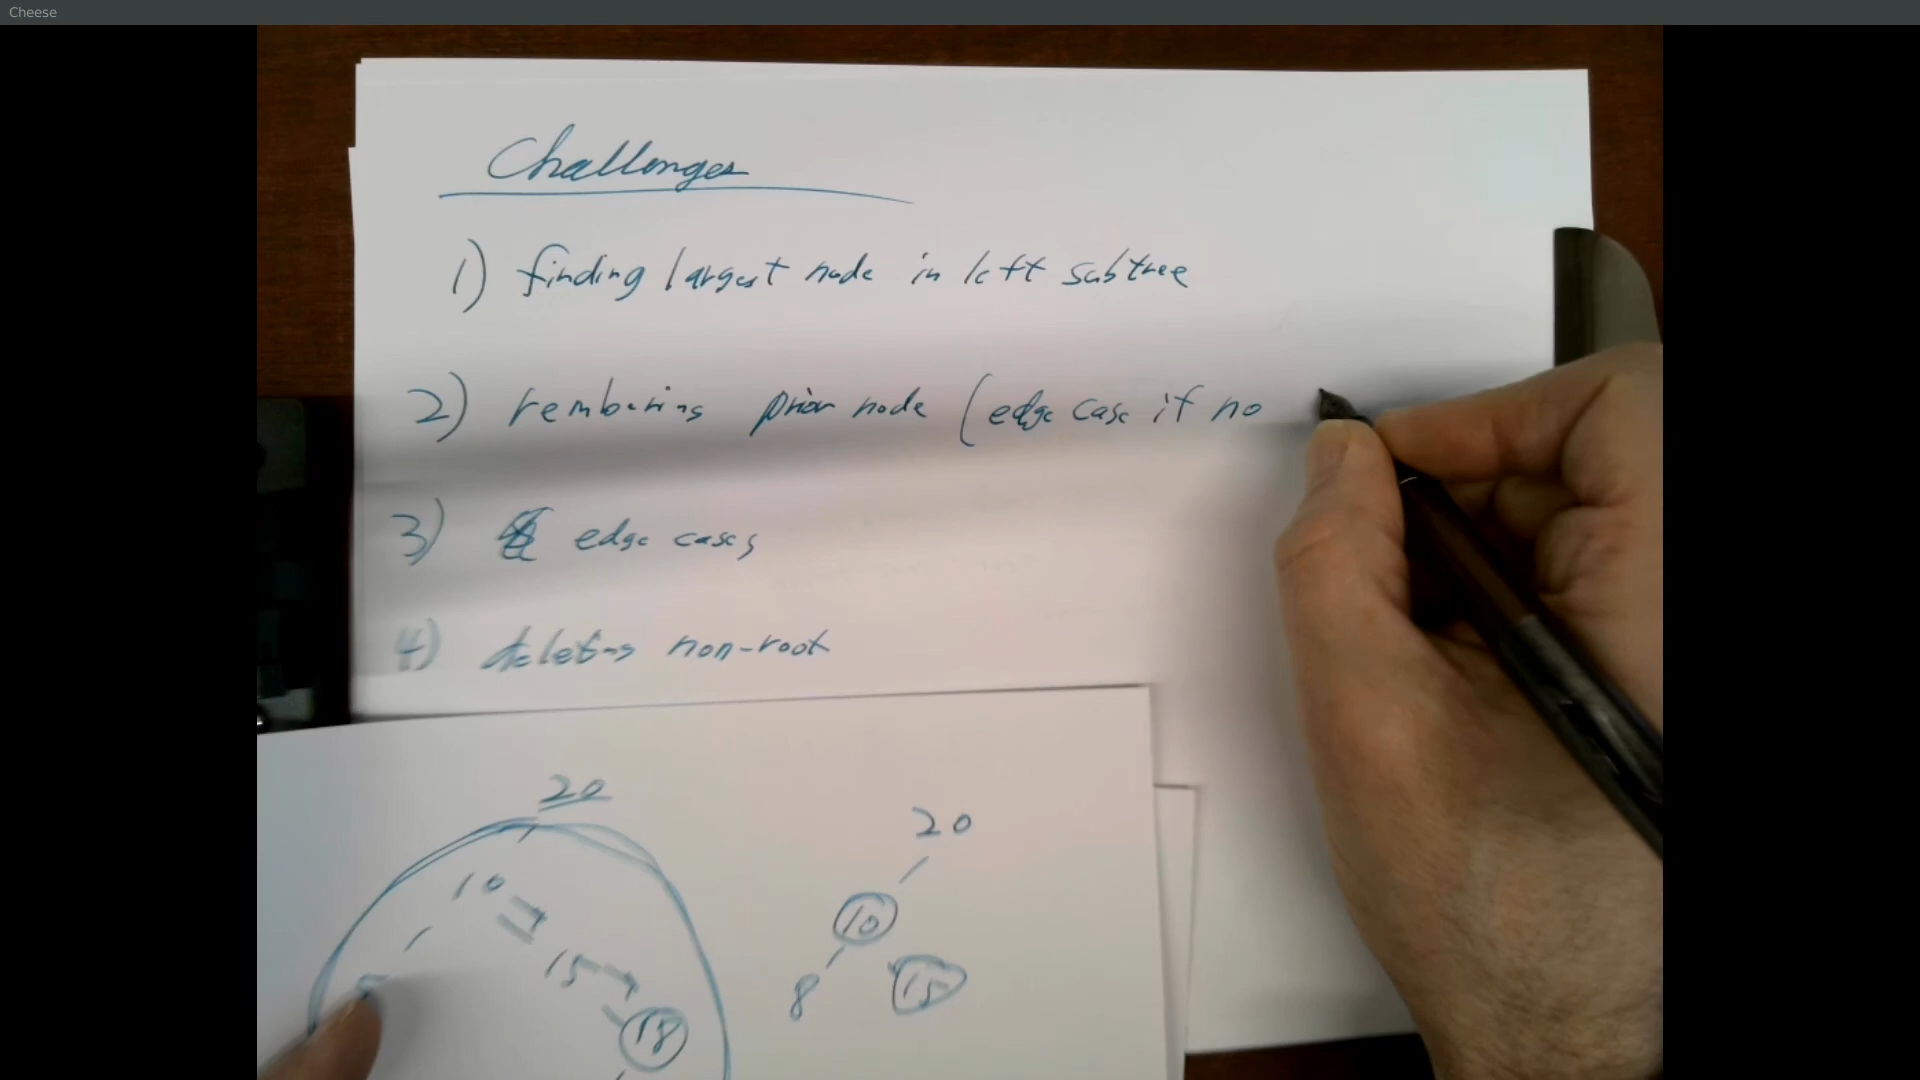 Cheese
Challenges
1) finding largest node in left subtree
2) rembering prior node (edge case if no
3) edge cases
4) deleting non-root
20
10
15
18
20
10
8
15